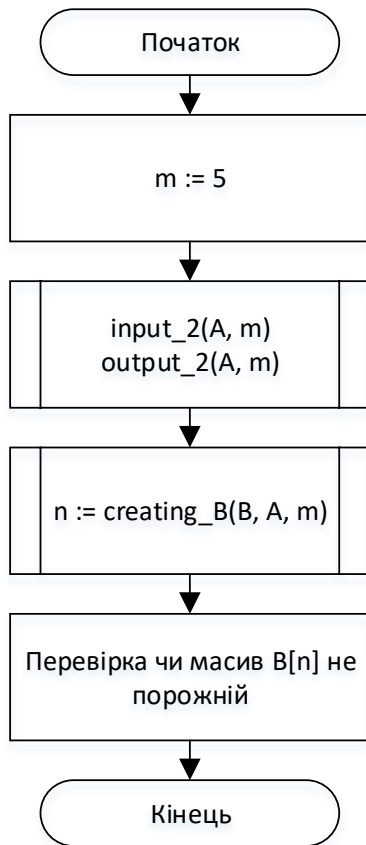 Початок
m := 5
input_2(A, m)
output_2(A, m)
n := creating_B(B, A, m)
Перевірка чи масив B[n] не
порожній
Кінець